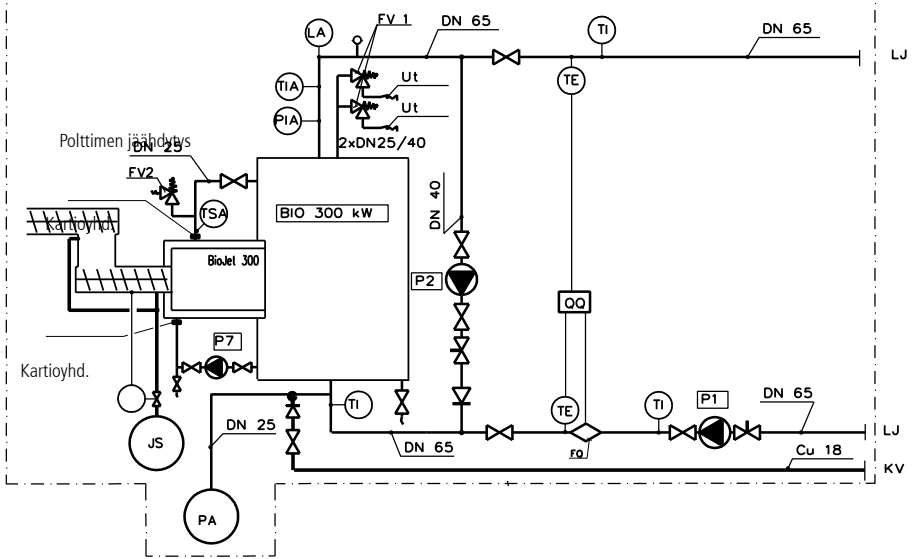 LA
FV 1
DN 65
TI
DN 65
LJ
TIA
Ut
TE
PIA
Ut
Polttimen jäähdytys
DN 25
2xDN25/40
FV2
TSA
BIO 300 kW
DN 40
Kartioyhd.
BioJet 300
P2
QQ
P7
Kartioyhd.
TI
TE
TI
P1
DN 65
JS
DN 25
DN 65
FQ
LJ
Cu 18
KV
PA